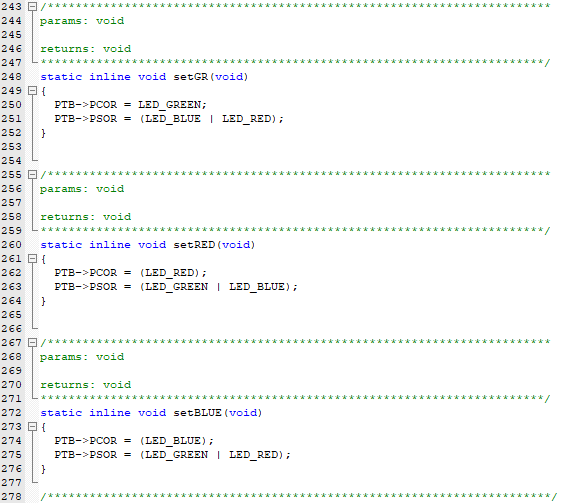 243 /************************************************************************
244 params: void
245
246 returns: void
247 ************************************************************************/
248 static inline void setGR(void)
249 {
250   PTB->PCOR = LED_GREEN;
251   PTB->PSOR = (LED_BLUE | LED_RED);
252 }
253
254
255 /************************************************************************
256 params: void
257
258 returns: void
259 ************************************************************************/
260 static inline void setRED(void)
261 {
262   PTB->PCOR = (LED_RED);
263   PTB->PSOR = (LED_GREEN | LED_BLUE);
264 }
265
266
267 /************************************************************************
268 params: void
269
270 returns: void
271 ************************************************************************/
272 static inline void setBLUE(void)
273 {
274   PTB->PCOR = (LED_BLUE);
275   PTB->PSOR = (LED_GREEN | LED_RED);
276 }
277
278 /************************************************************************/